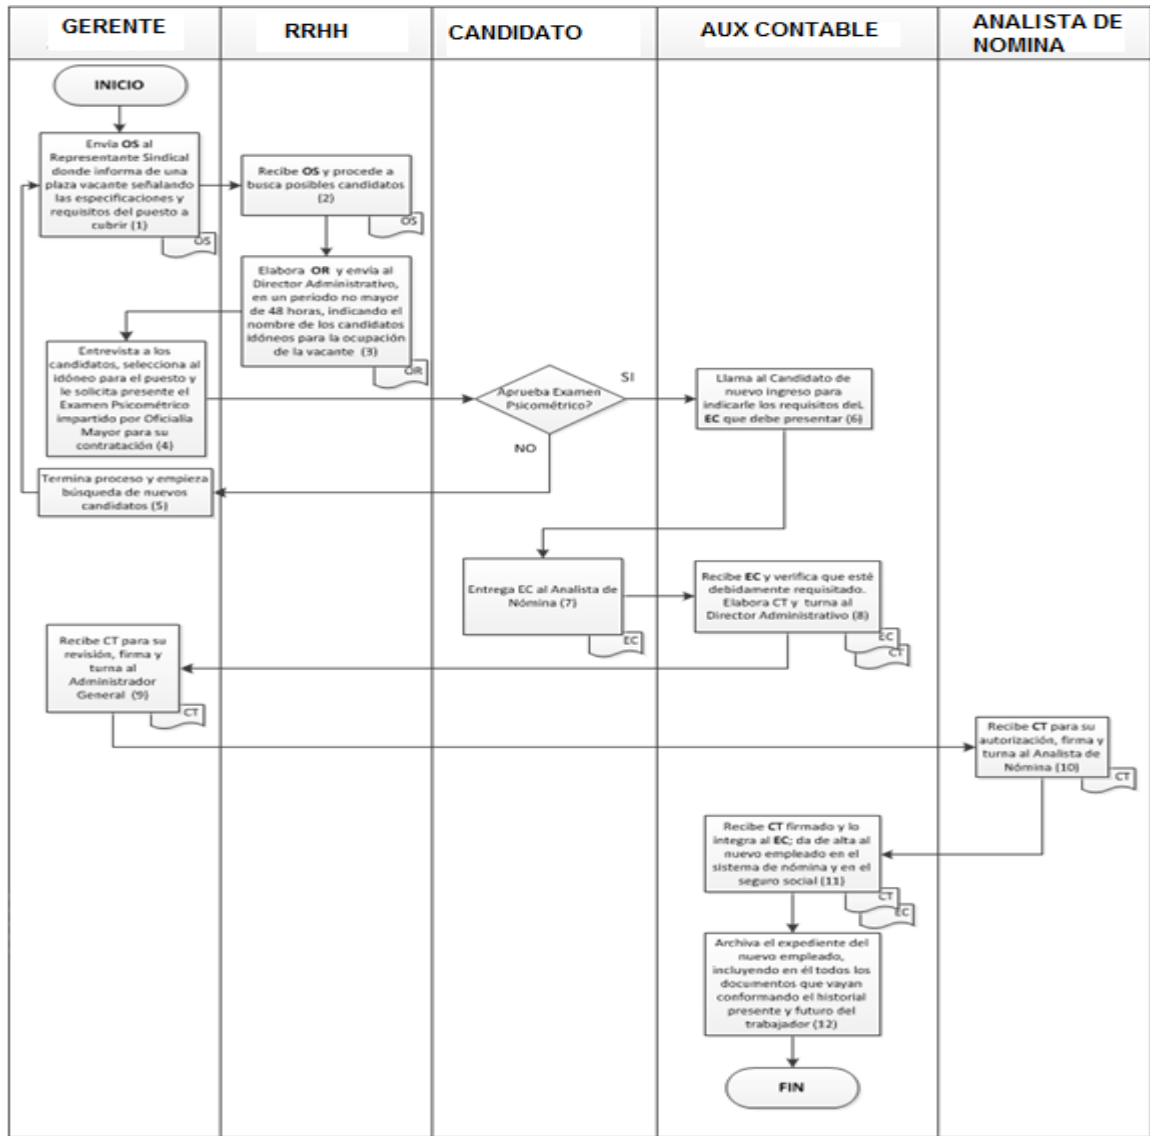 GERENTE
RRHH
CANDIDATO
AUX CONTABLE
ANALISTA DE
NOMINA
INICIO
Envía OS al
Representante Sindical
donde informa de una
plaza vacante señalando
las especificaciones y
requisitos del puesto a
cubrir (1)
OS
Recibe OS y procede a
busca posibles candidatos
(2)
OS
Elabora OR y envía al
Director Administrativo,
en un periodo no mayor
de 48 horas, indicando el
nombre de los candidatos
idóneos para la ocupación
de la vacante (3)
OR
Entrevista a los
candidatos, selecciona al
idóneo para el puesto y
le solicita presente el
Examen Psicométrico
impartido por Oficialía
Mayor para su
contratación (4)
Aprueba Examen
Psicométrico?
SI
NO
Llama al Candidato de
nuevo ingreso para
indicarle los requisitos deL
EC que debe presentar (6)
Termina proceso y empieza
búsqueda de nuevos
candidatos (5)
Entrega EC al Analista de
Nómina (7)
EC
Recibe EC y verifica que esté
debidamente requisitado.
Elabora CT y turna al
Director Administrativo (8)
EC
CT
Recibe CT para su
revisión, firma y
turna al
Administrador
General (9)
CT
Recibe CT para su
autorización, firma y
turna al Analista de
Nómina (10)
CT
Recibe CT firmado y lo
integra al EC; da de alta al
nuevo empleado en el
sistema de nómina y en el
seguro social (11)
CT
EC
Archiva el expediente del
nuevo empleado,
incluyendo en él todos los
documentos que vayan
conformando el historial
presente y futuro del
trabajador (12)
FIN